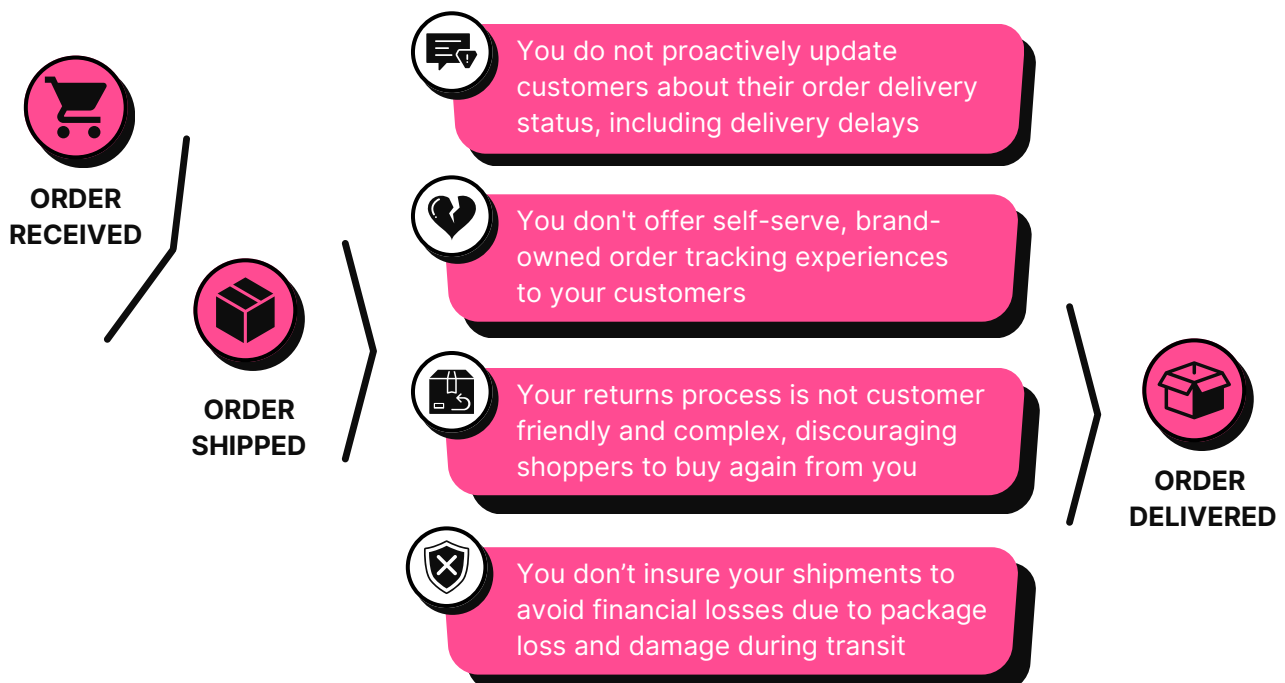 ORDER
RECEIVED
ORDER
SHIPPED
You do not proactively update
customers about their order delivery
status, including delivery delays
You don't offer self-serve, brand-
owned order tracking experiences
to your customers
Your returns process is not customer
friendly and complex, discouraging
shoppers to buy again from you
You don’t insure your shipments to
avoid financial losses due to package
loss and damage during transit
ORDER
DELIVERED